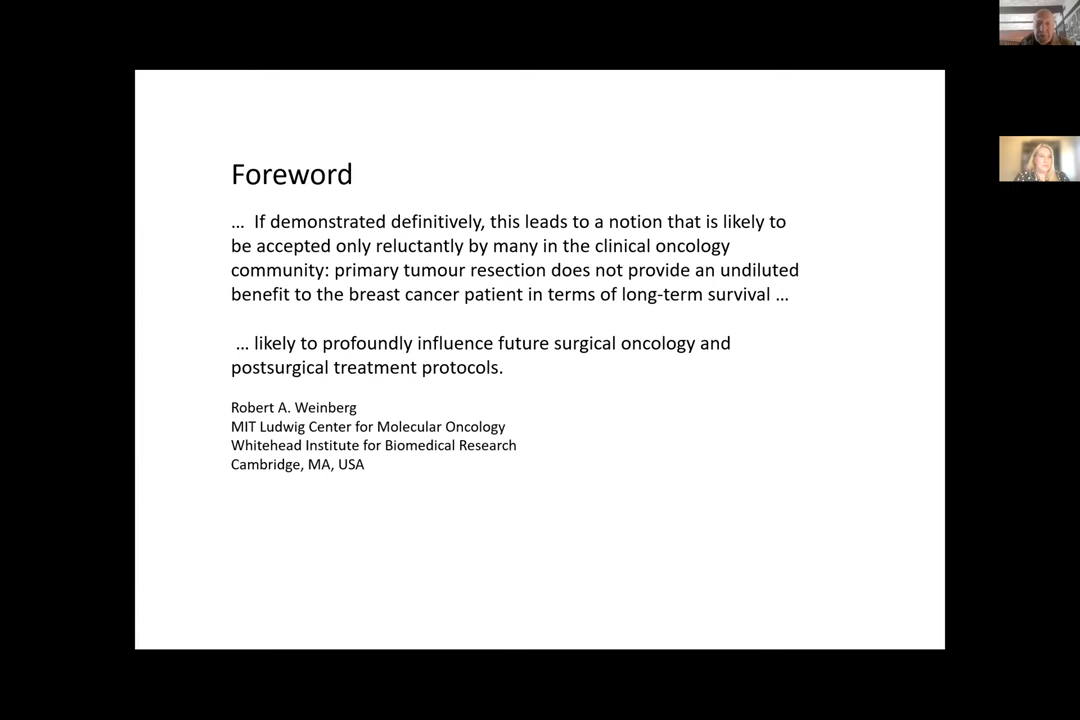 Foreword
…  If demonstrated definitively, this leads to a notion that is likely to
be accepted only reluctantly by many in the clinical oncology
community: primary tumour resection does not provide an undiluted
benefit to the breast cancer patient in terms of long-term survival …
… likely to profoundly influence future surgical oncology and
postsurgical treatment protocols.
Robert A. Weinberg
MIT Ludwig Center for Molecular Oncology
Whitehead Institute for Biomedical Research
Cambridge, MA, USA